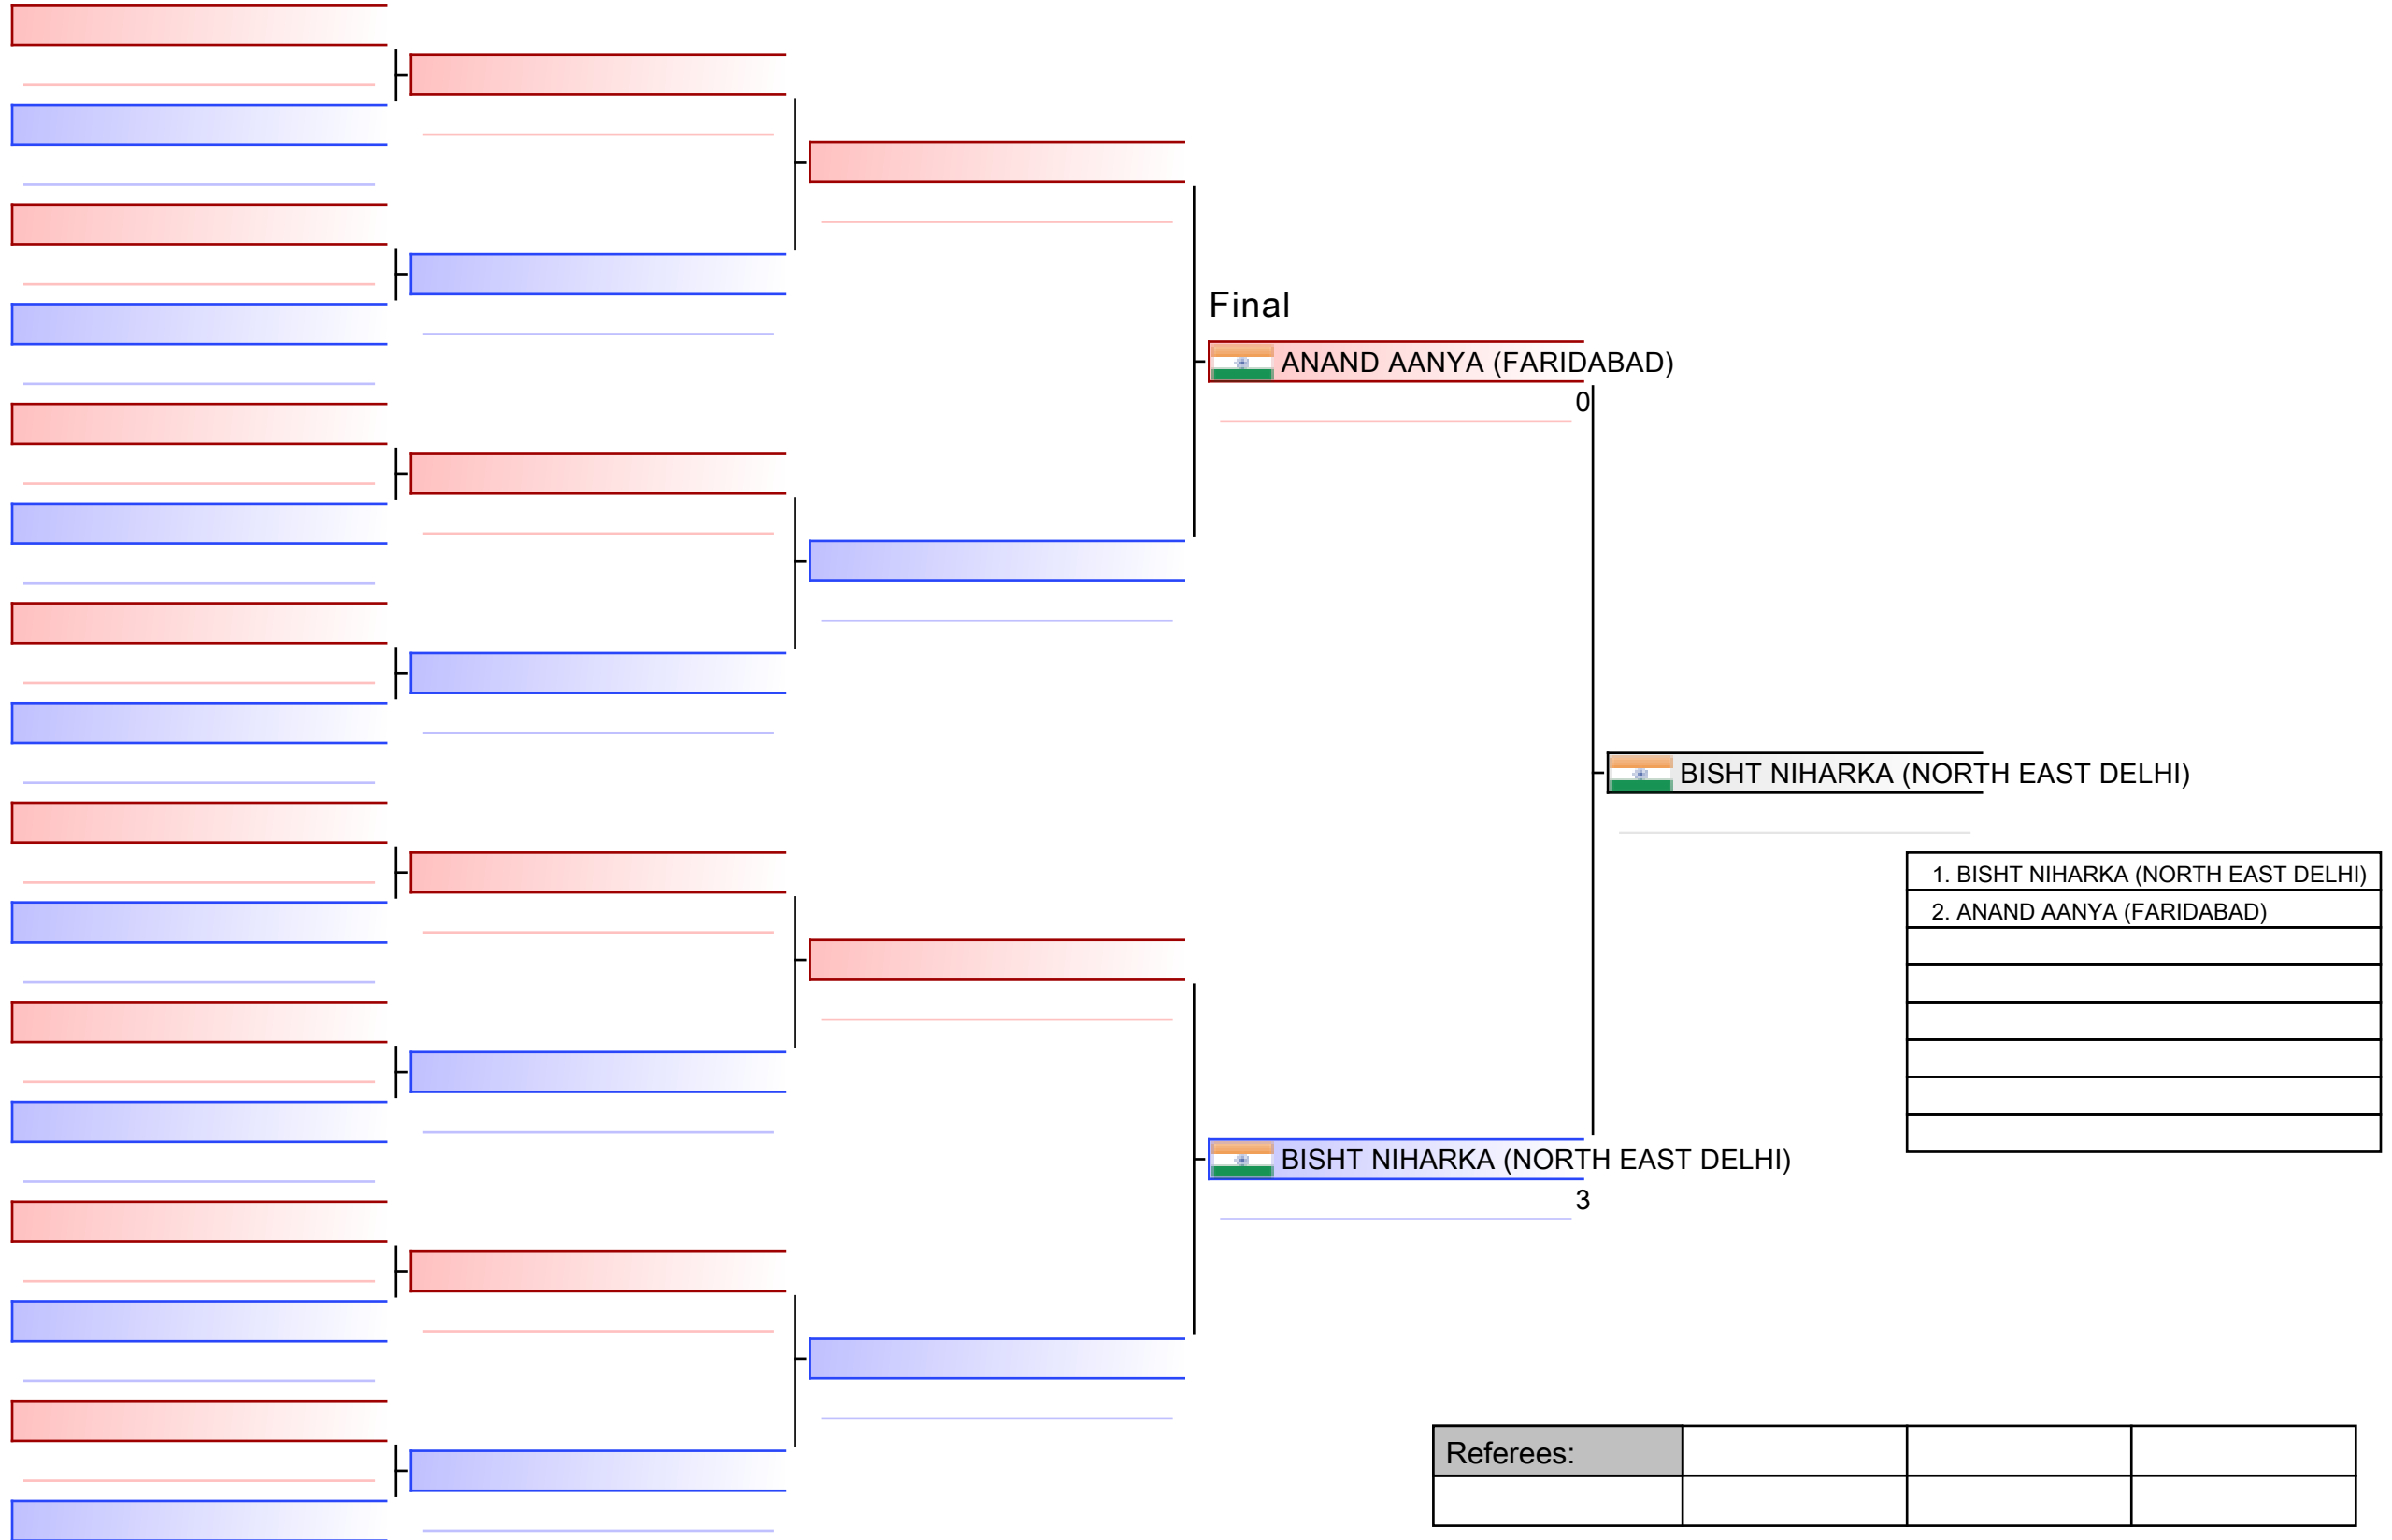 Final
ANAND AANYA (FARIDABAD)
0
BISHT NIHARKA (NORTH EAST DELHI)
1. BISHT NIHARKA (NORTH EAST DELHI)
2. ANAND AANYA (FARIDABAD)
BISHT NIHARKA (NORTH EAST DELHI)
3
Referees: